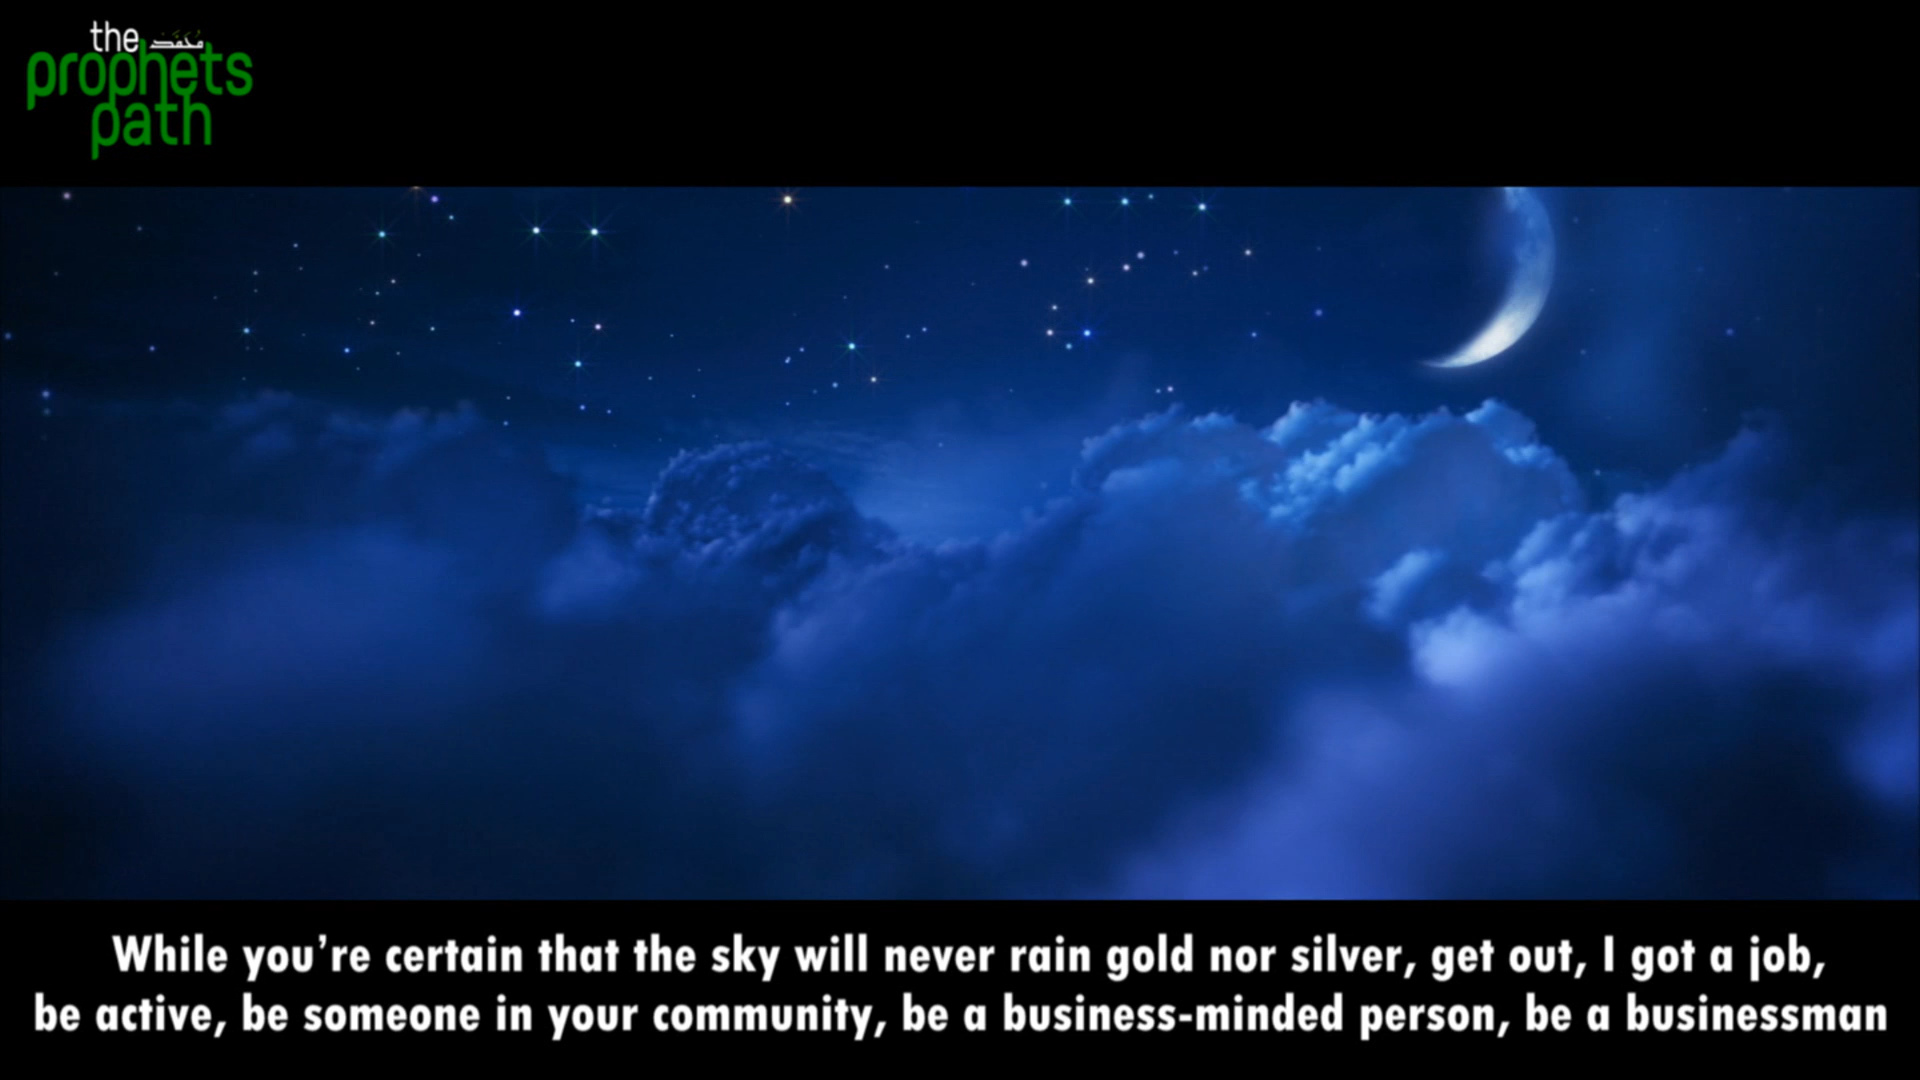 the مُحَمَّد
prophets
path
While you’re certain that the sky will never rain gold nor silver, get out, I got a job,
be active, be someone in your community, be a business-minded person, be a businessman